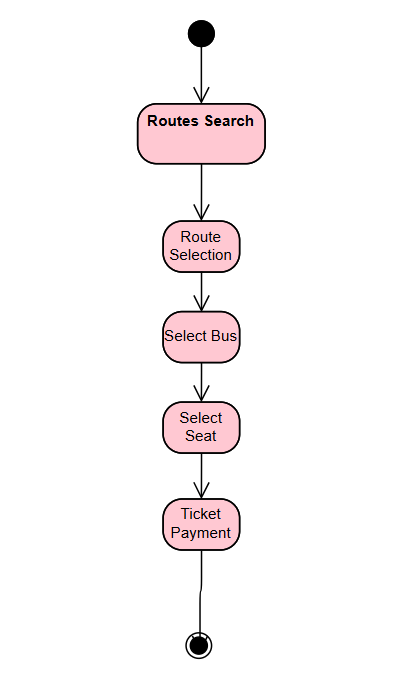 Routes Search
Route
Selection
Select Bus
Select
Seat
Ticket
Payment